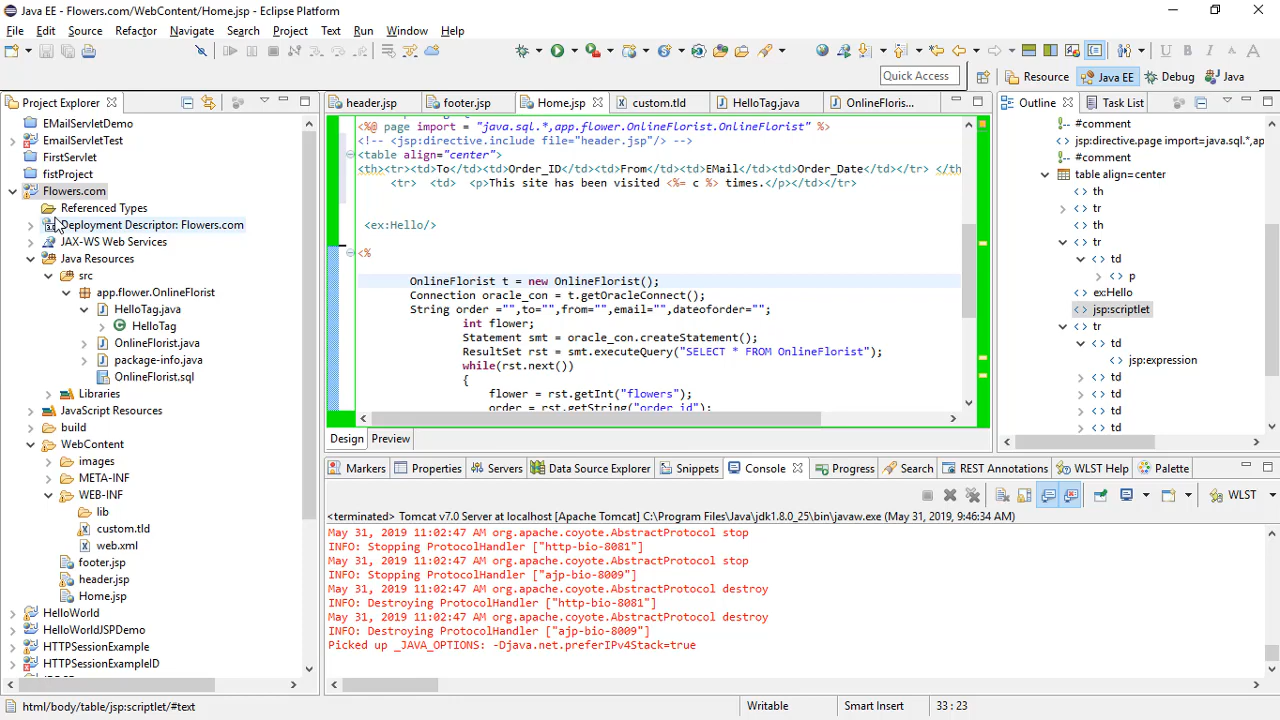 Java EE - Flowers.com/WebContent/Home.jsp - Eclipse Platform
File Edit Source Refactor Navigate Search Project Text Run Window Help
Quick Access
Resource Java EE Debug Java
Project Explorer
EMailServletDemo
EmailServletTest
FirstServlet
fistProject
Flowers.com
Referenced Types
Deployment Descriptor: Flowers.com
JAX-WS Web Services
Java Resources
src
app.flower.OnlineFlorist
HelloTag.java
HelloTag
OnlineFlorist.java
package-info.java
OnlineFlorist.sql
Libraries
JavaScript Resources
build
WebContent
images
META-INF
WEB-INF
lib
custom.tld
web.xml
footer.jsp
header.jsp
Home.jsp
HelloWorld
HelloWorldJSPDemo
HTTPSessionExample
HTTPSessionExampleID
header.jsp footer.jsp Home.jsp custom.tld HelloTag.java OnlineFloris...
<%@ page import = "java.sql.*,app.flower.OnlineFlorist.OnlineFlorist" %>
<!-- <jsp:directive.include file="header.jsp"/> -->
<table align="center">
<th><tr><td>To</td><td>Order_ID</td><td>From</td><td>EMail</td><td>Order_Date</td></tr> </th
<tr> <td> <p>This site has been visited <%= c %> times.</p></td></tr>
<ex:Hello/>
<%
OnlineFlorist t = new OnlineFlorist();
Connection oracle_con = t.getOracleConnect();
String order ="",to="",from="",email="",dateoforder="";
int flower;
Statement smt = oracle_con.createStatement();
ResultSet rst = smt.executeQuery("SELECT * FROM OnlineFlorist");
while(rst.next())
{
flower = rst.getInt("flowers");
order = rst.getString("order_id");
Design Preview
Outline Task List
#comment
jsp:directive.page import=java.sql.*,ap
#comment
table align=center
th
tr
th
tr
td
p
ex:Hello
jsp:scriptlet
tr
td
jsp:expression
td
td
td
td
Markers Properties Servers Data Source Explorer Snippets Console Progress Search REST Annotations WLST Help Palette
WLST
<terminated> Tomcat v7.0 Server at localhost [Apache Tomcat] C:\Program Files\Java\jdk1.8.0_25\bin\javaw.exe (May 31, 2019, 9:46:34 AM)
May 31, 2019 11:02:47 AM org.apache.coyote.AbstractProtocol stop
INFO: Stopping ProtocolHandler ["http-bio-8081"]
May 31, 2019 11:02:47 AM org.apache.coyote.AbstractProtocol stop
INFO: Stopping ProtocolHandler ["ajp-bio-8009"]
May 31, 2019 11:02:47 AM org.apache.coyote.AbstractProtocol destroy
INFO: Destroying ProtocolHandler ["http-bio-8081"]
May 31, 2019 11:02:47 AM org.apache.coyote.AbstractProtocol destroy
INFO: Destroying ProtocolHandler ["ajp-bio-8009"]
Picked up _JAVA_OPTIONS: -Djava.net.preferIPv4Stack=true
html/body/table/jsp:scriptlet/#text Writable Smart Insert 33 : 23